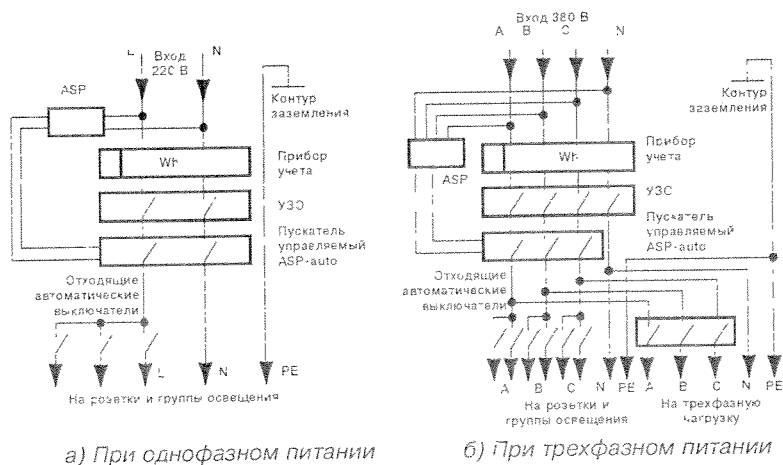 L Вход N
220 В
ASP
Контур
заземления
Wh
Прибор
учета
УЗО
Пускатель
управляемый
ASP-auto
Отходящие
автоматические
выключатели
L N PE
На розетки и группы освещения
а) При однофазном питании
Вход 380 В
A B C N
Контур
заземления
Wh
Прибор
учета
ASP
УЗО
Пускатель
управляемый
ASP-auto
Отходящие
автоматические
выключатели
A B C N PE A B C N PE
На розетки и
группы освещения
На трехфазную
нагрузку
б) При трехфазном питании